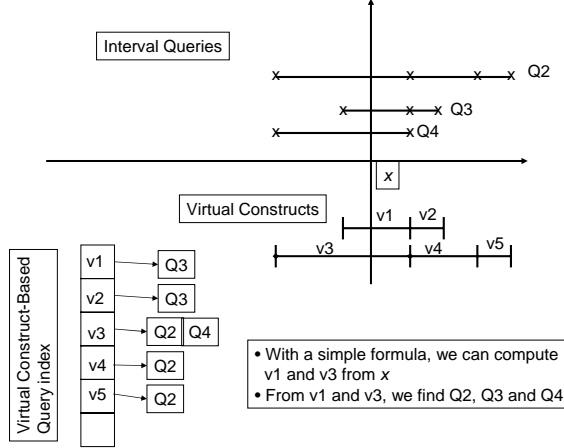 Interval Queries
x x x x Q2
x x x Q3
x x Q4
x
Virtual Constructs
v1 v2
v3 v4 v5
Virtual Construct-Based
Query index
v1 Q3
v2 Q3
v3 Q2 Q4
v4 Q2
v5 Q2
• With a simple formula, we can compute
v1 and v3 from x
• From v1 and v3, we find Q2, Q3 and Q4